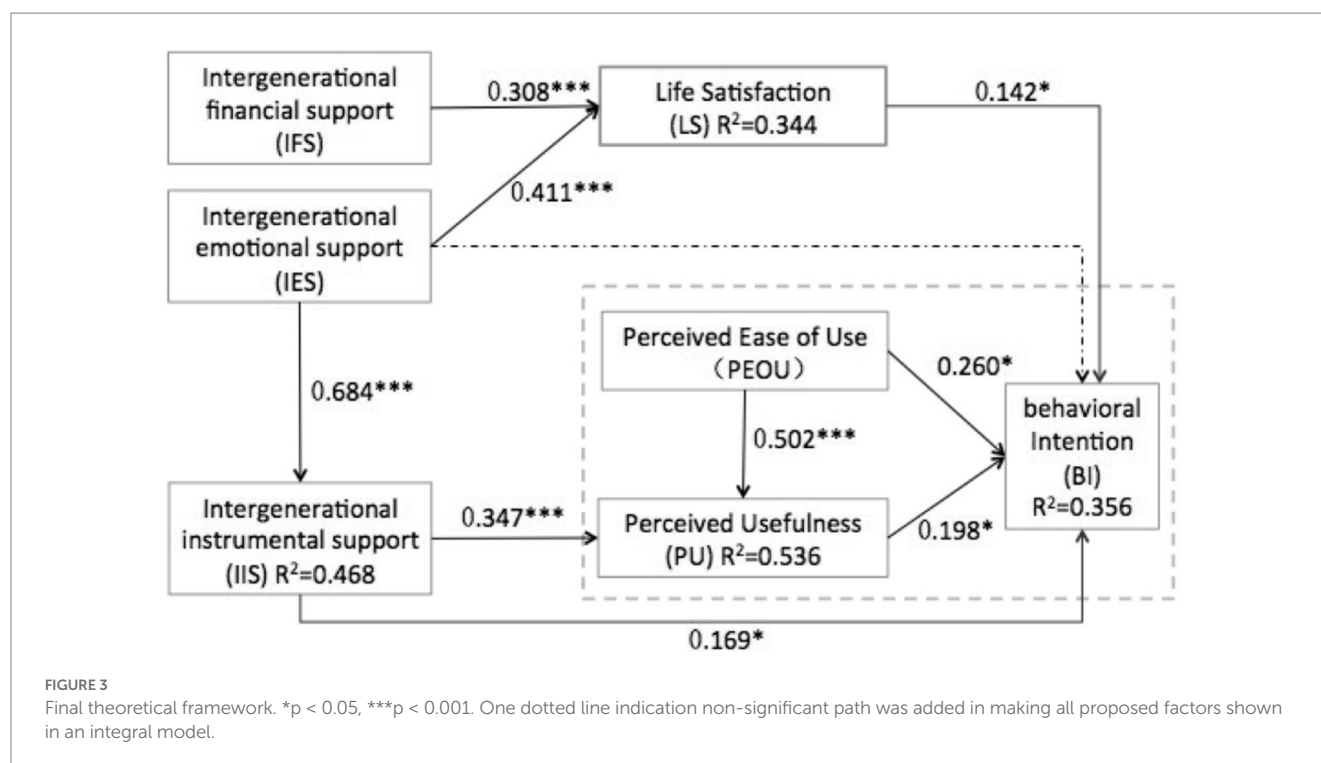 Intergenerational
financial support
(IFS)
0.308***
Life Satisfaction
(LS) R²=0.344
0.142*
0.411***
Intergenerational
emotional support
(IES)
0.684***
Perceived Ease of Use
（PEOU）
0.260*
0.502***
behavioral
Intention
(BI)
R²=0.356
Intergenerational
instrumental support
(IIS) R²=0.468
0.347***
Perceived Usefulness
(PU) R²=0.536
0.198*
0.169*
FIGURE 3
Final theoretical framework. *p < 0.05, ***p < 0.001. One dotted line indication non-significant path was added in making all proposed factors shown
in an integral model.